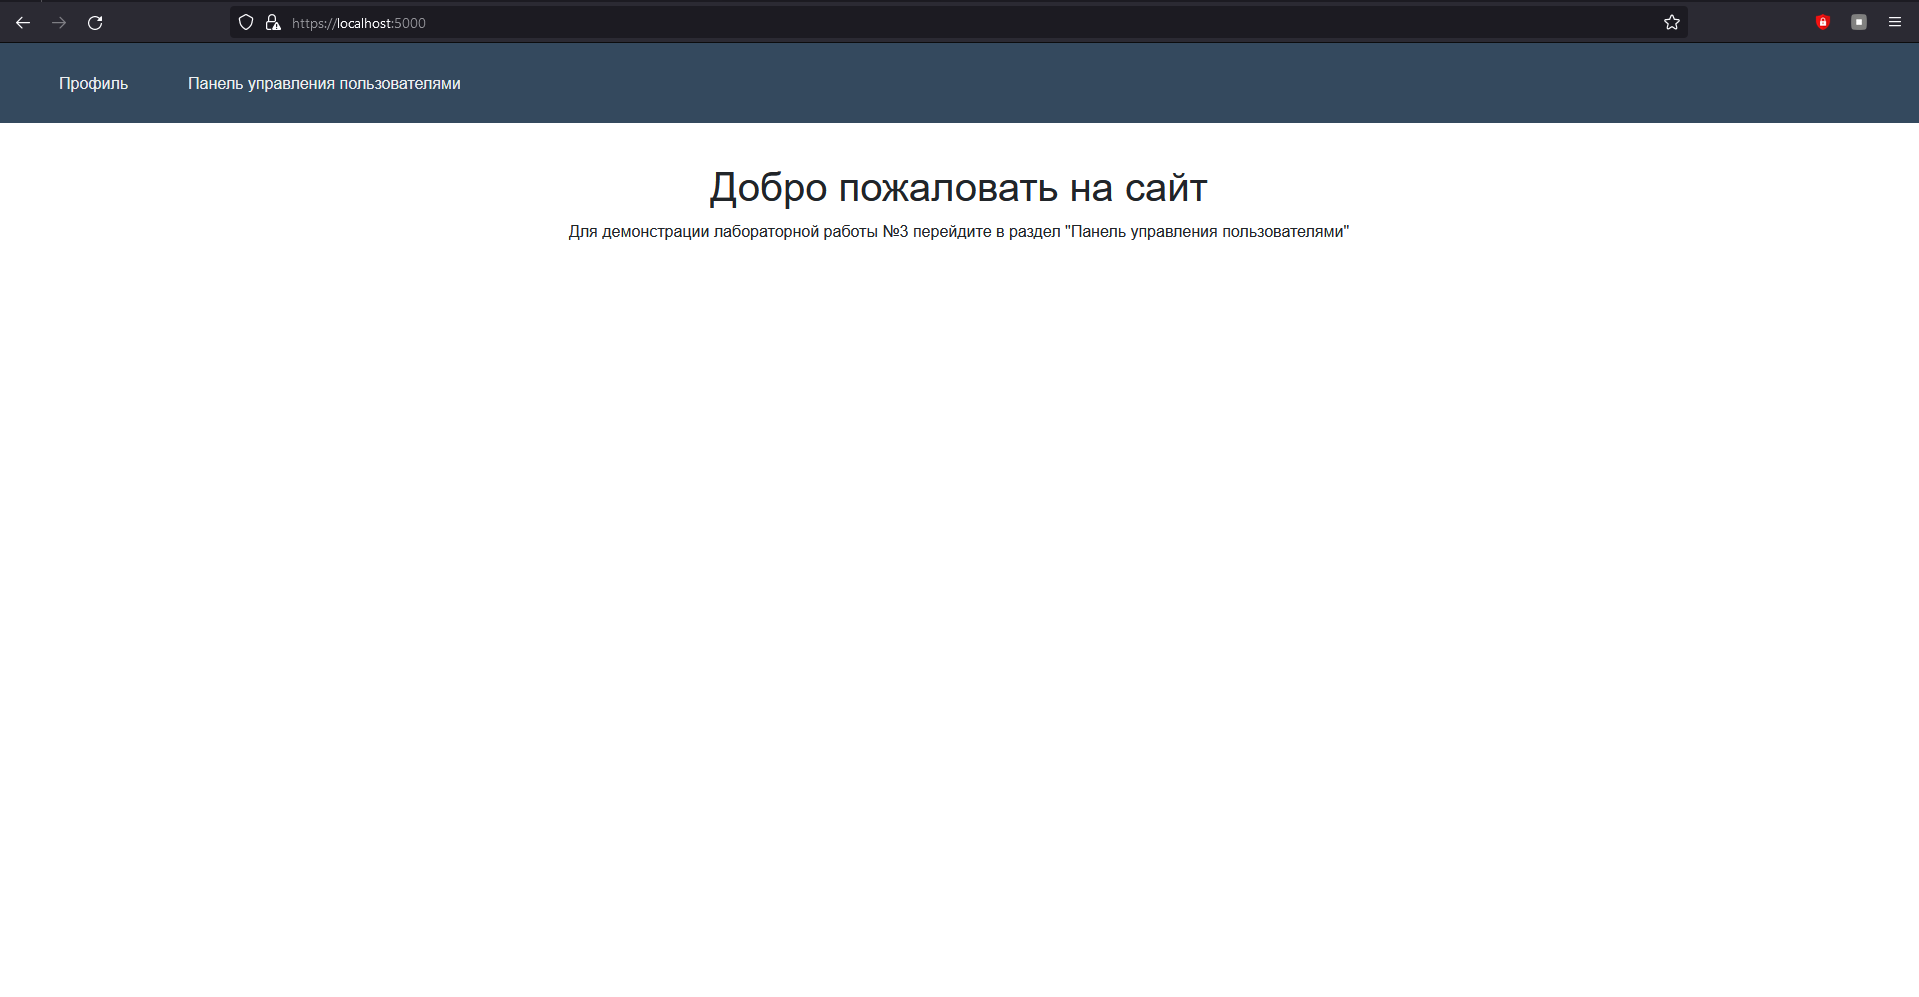 https://localhost:5000
Профиль Панель управления пользователями
Добро пожаловать на сайт
Для демонстрации лабораторной работы №3 перейдите в раздел "Панель управления пользователями"